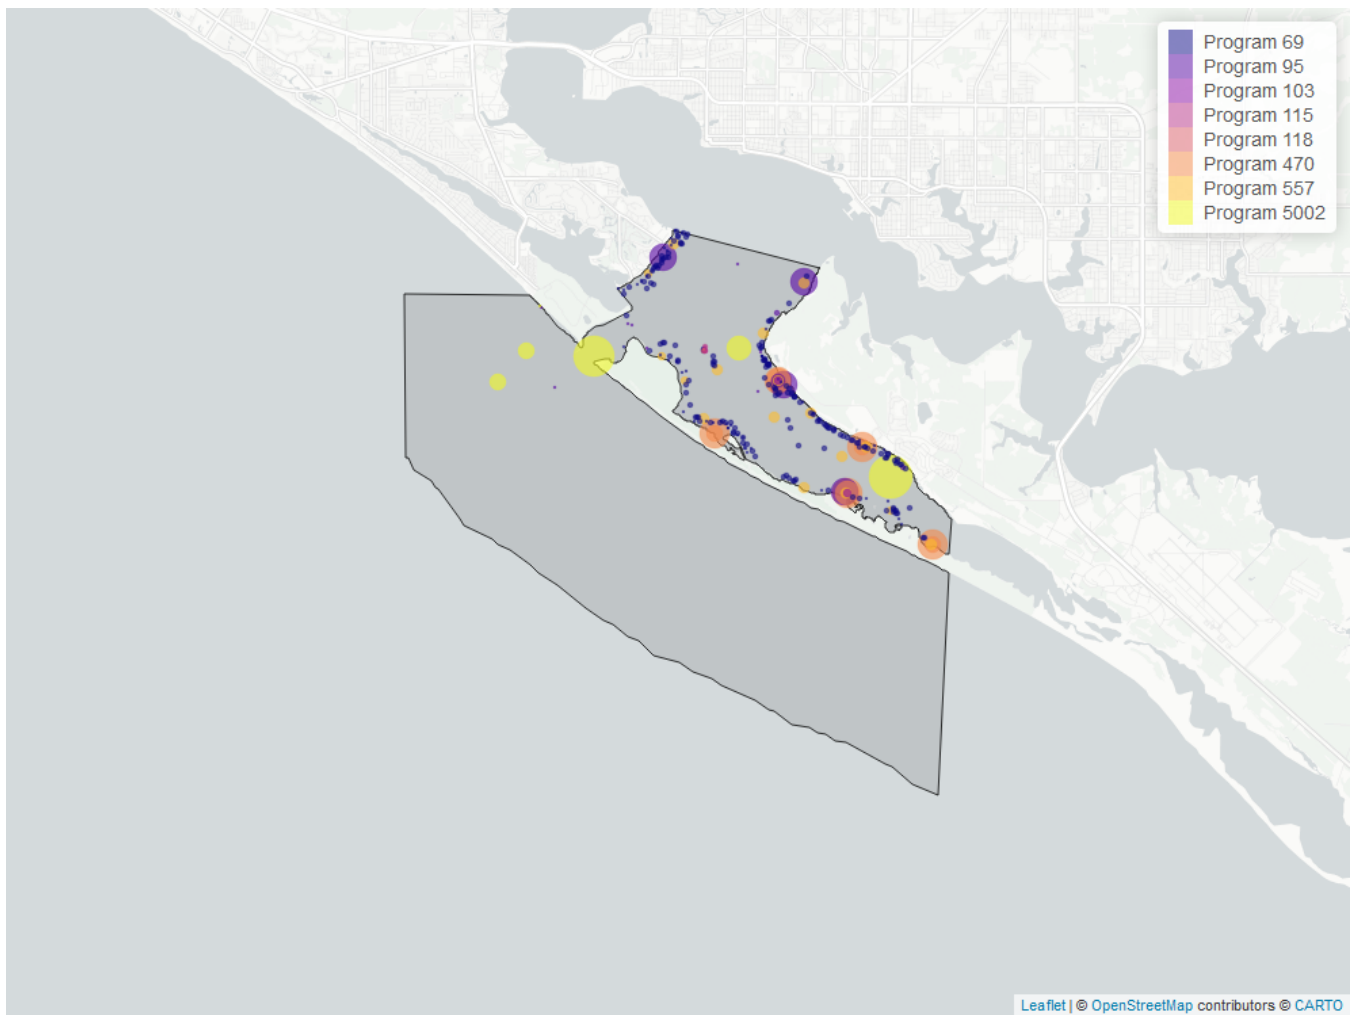 Program 69
Program 95
Program 103
Program 115
Program 118
Program 470
Program 557
Program 5002
Leaflet | © OpenStreetMap contributors © CARTO